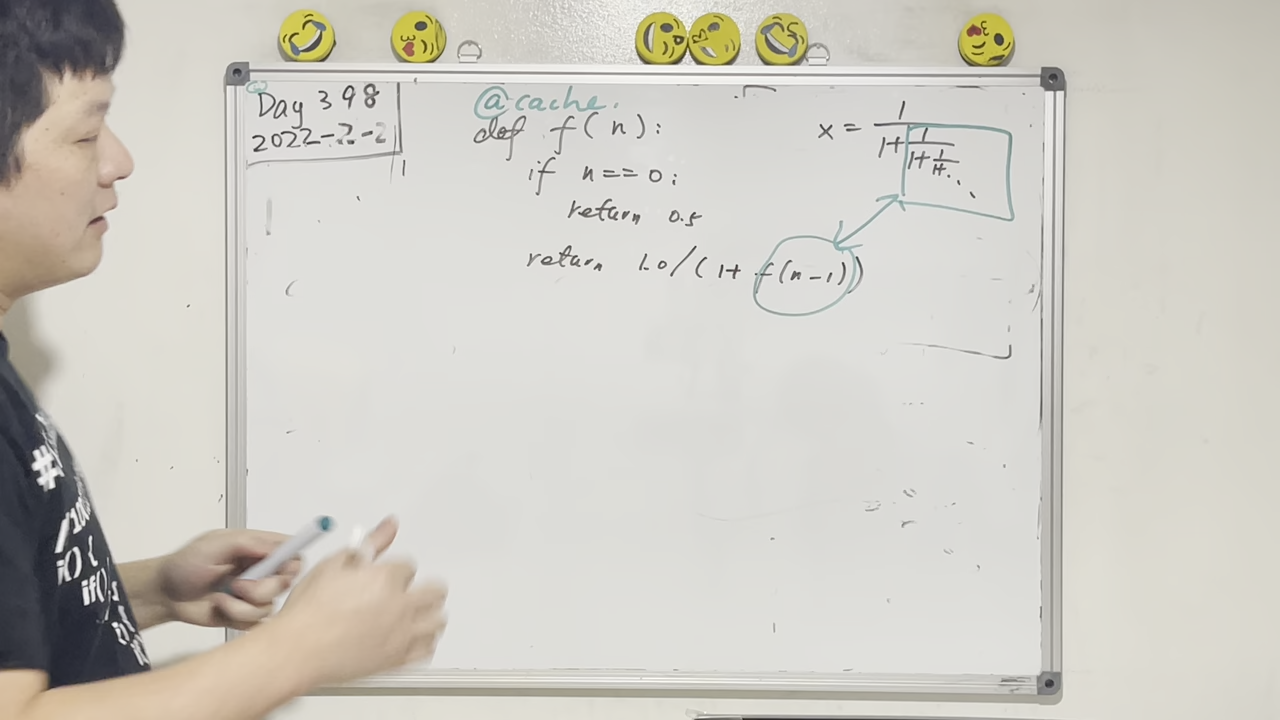 Day 398
2022-2-2
@cache.
def f(n):
if n==0:
return 0.5
return 1.0/(1+ f(n-1))
x = 1/(1+ 1/(1+ 1/(1+ ...
if()